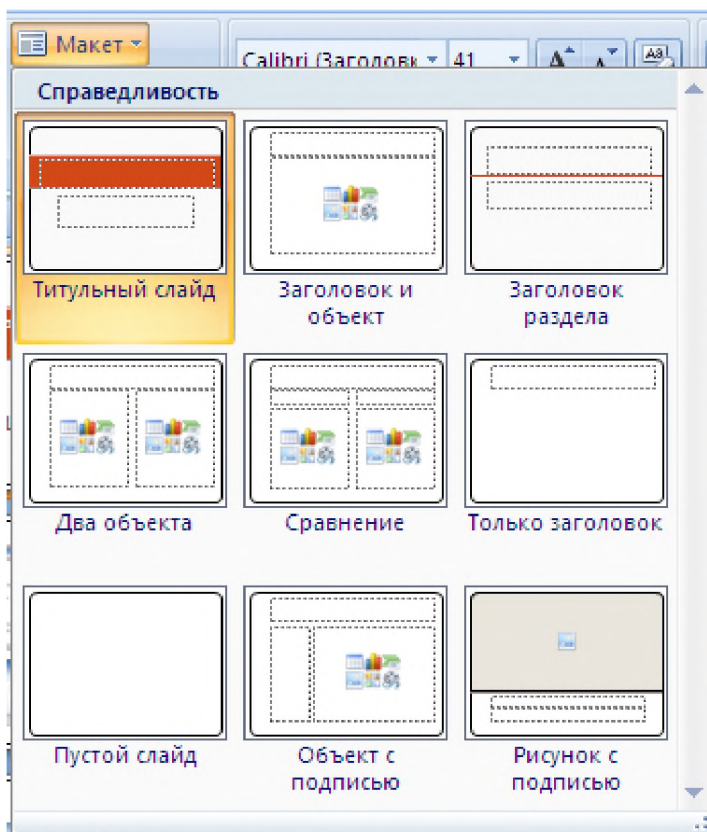 Макет
Calibri (Заголовк 41
Aa
Справедливость
Титульный слайд
Заголовок и
объект
Заголовок
раздела
Два объекта
Сравнение
Только заголовок
Пустой слайд
Объект с
подписью
Рисунок с
подписью